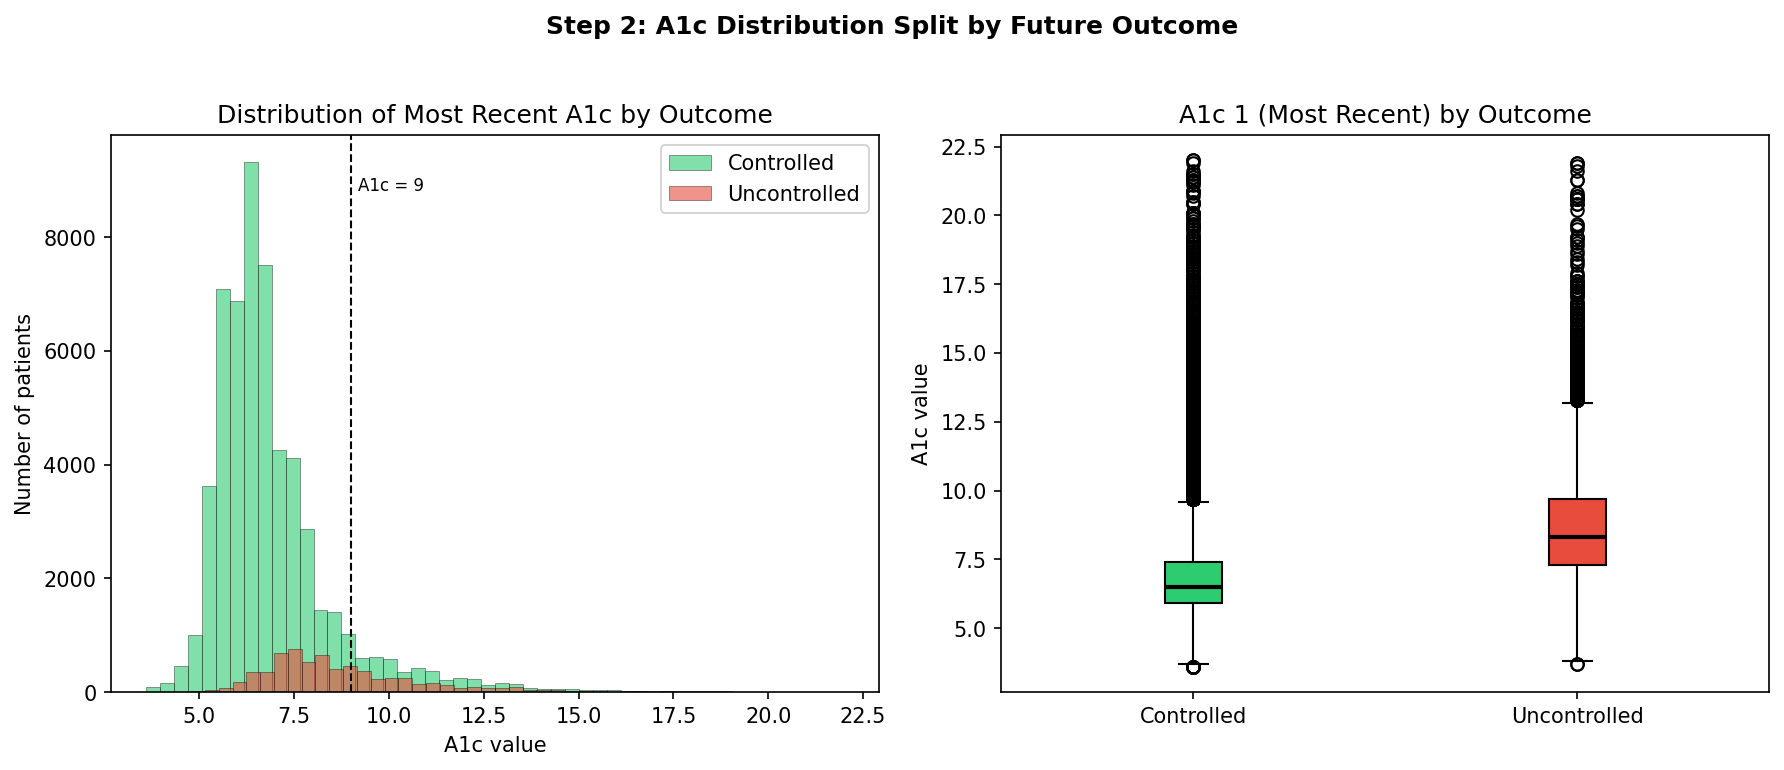 Step 2: A1c Distribution Split by Future Outcome
Distribution of Most Recent A1c by Outcome
Number of patients
8000
6000
4000
2000
0
A1c = 9
Controlled
Uncontrolled
5.0 7.5 10.0 12.5 15.0 17.5 20.0 22.5
A1c value
A1c 1 (Most Recent) by Outcome
A1c value
22.5
20.0
17.5
15.0
12.5
10.0
7.5
5.0
Controlled Uncontrolled